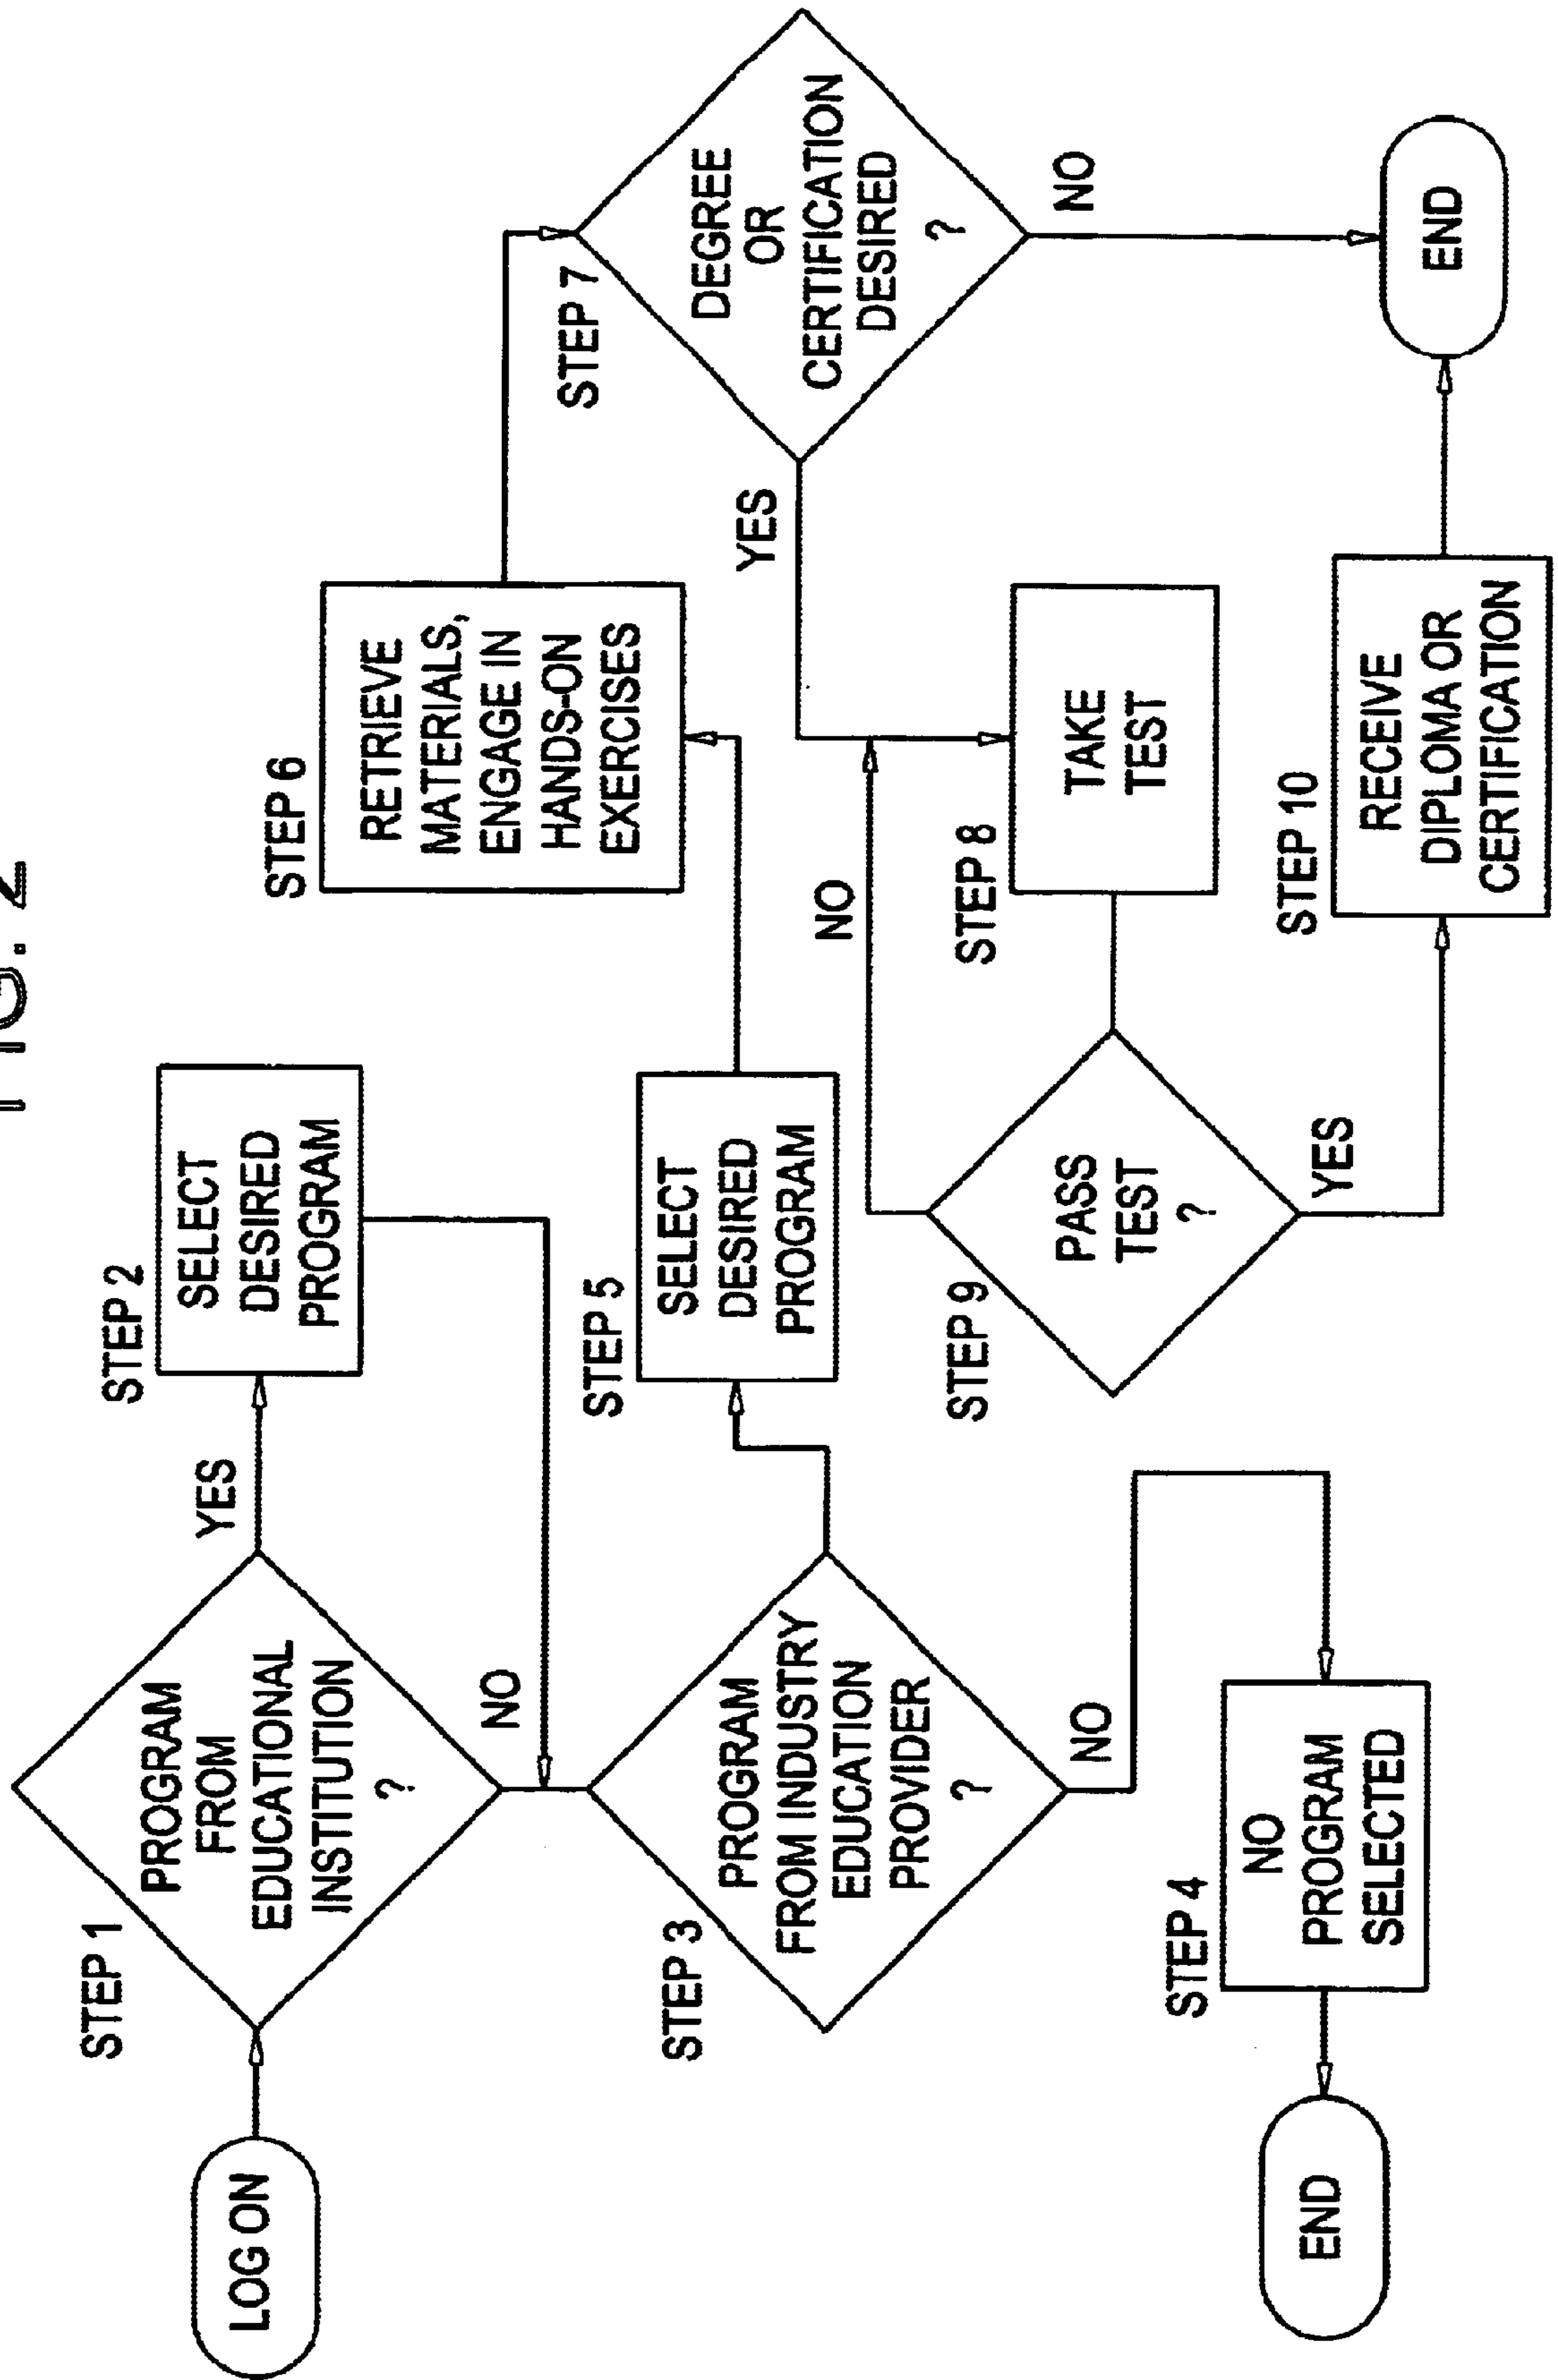 FIG. 2
LOG ON
STEP 1
PROGRAM
FROM
EDUCATIONAL
INSTITUTION
?
YES
NO
STEP 2
SELECT
DESIRED
PROGRAM
STEP 3
PROGRAM
FROM INDUSTRY
EDUCATION
PROVIDER
?
NO
STEP 4
NO
PROGRAM
SELECTED
END
STEP 5
SELECT
DESIRED
PROGRAM
STEP 6
RETRIEVE
MATERIALS,
ENGAGE IN
HANDS-ON
EXERCISES
STEP 7
DEGREE
OR
CERTIFICATION
DESIRED
?
YES
NO
STEP 8
TAKE
TEST
STEP 9
PASS
TEST
?
NO
YES
STEP 10
RECEIVE
DIPLOMA OR
CERTIFICATION
END